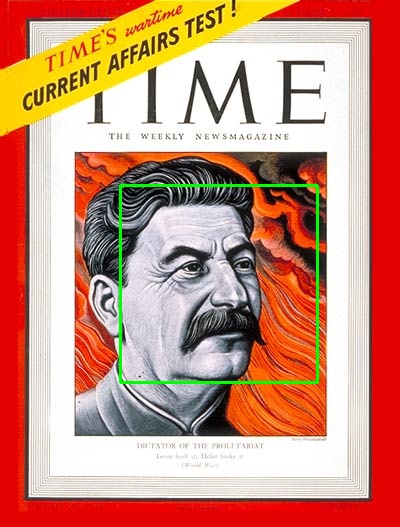 TIME'S wartime
CURRENT AFFAIRS TEST!
TIME
THE WEEKLY NEWSMAGAZINE
DICTATOR OF THE PROLETARIAT
Lenin built it; Hitler broke it.
(World War)